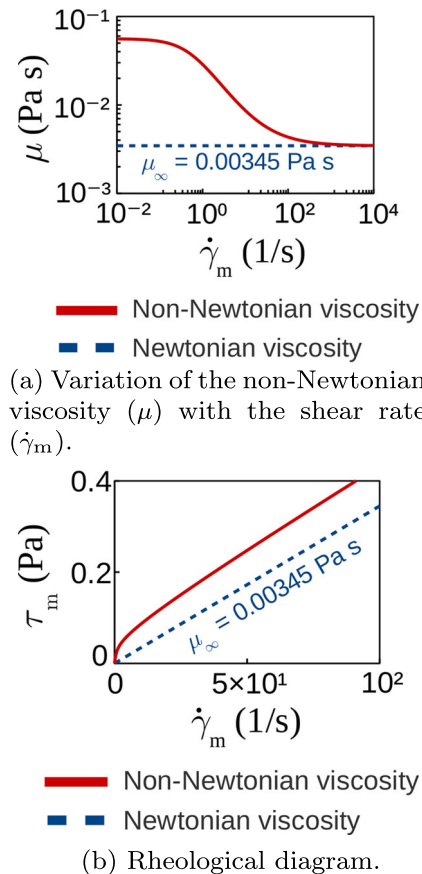 10⁻¹
10⁻²
10⁻³
μ (Pa s)
μ∞ = 0.00345 Pa s
10⁻² 10⁰ 10² 10⁴
γ̇m (1/s)
Non-Newtonian viscosity
Newtonian viscosity
(a) Variation of the non-Newtonian
viscosity (μ) with the shear rate
(γ̇m).
0.4
0.2
0
τm (Pa)
μ∞ = 0.00345 Pa s
0 5×10¹ 10²
γ̇m (1/s)
Non-Newtonian viscosity
Newtonian viscosity
(b) Rheological diagram.